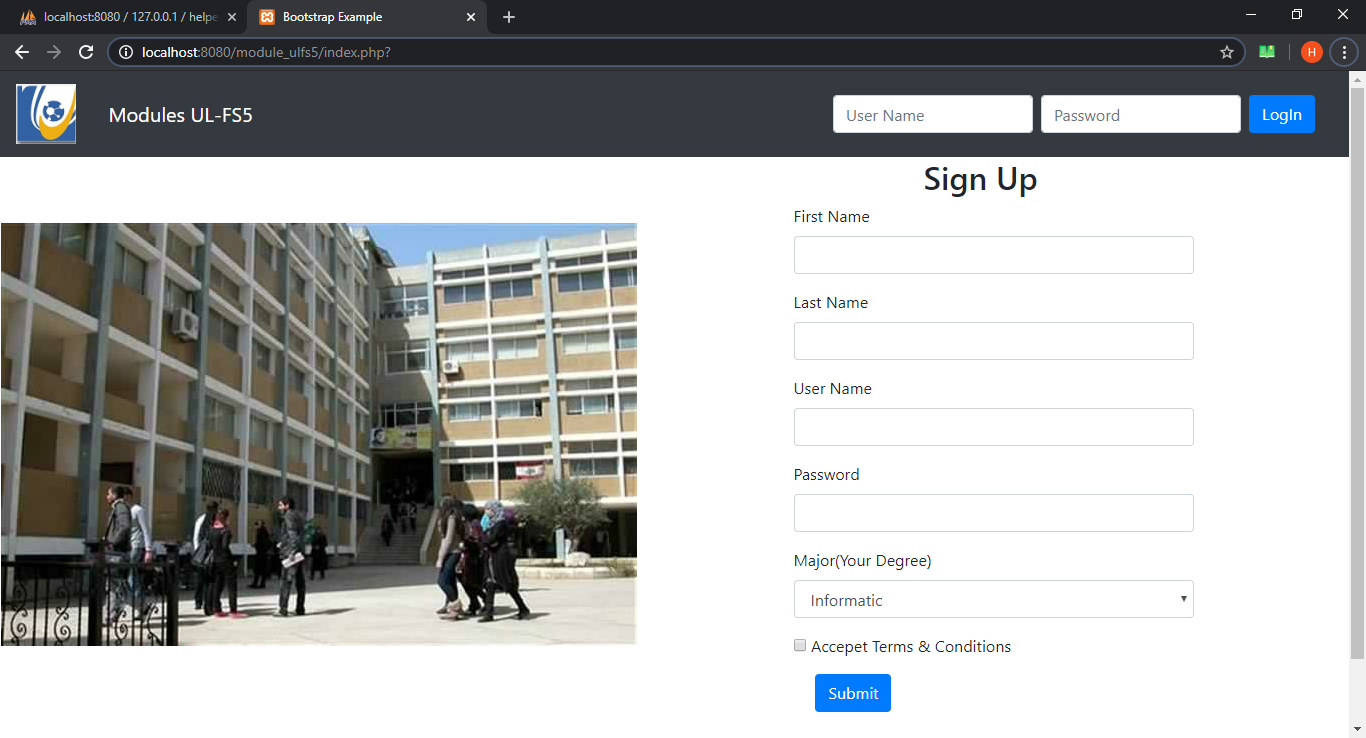 localhost:8080 / 127.0.0.1 / helpe
Bootstrap Example
localhost:8080/module_ulfs5/index.php?
H
Modules UL-FS5
User Name
Password
LogIn
Sign Up
First Name
Last Name
User Name
Password
Major(Your Degree)
Informatic
Accepet Terms & Conditions
Submit